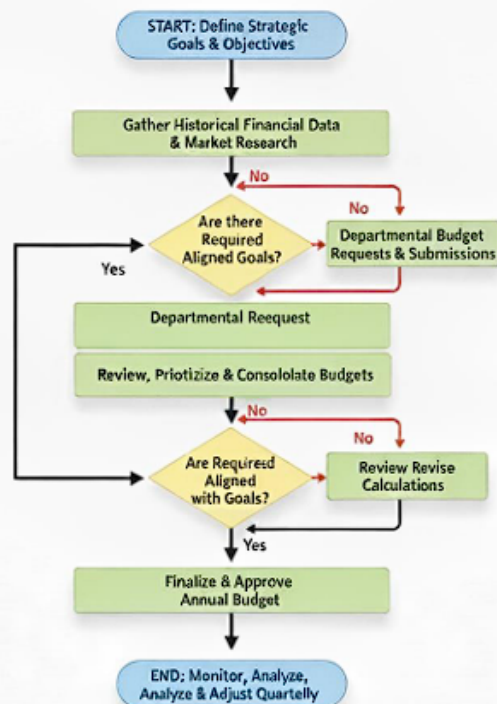 START: Define Strategic
Goals & Objectives
Gather Historical Financial Data
& Market Research
No
No
Are there
Required
Aligned Goals?
Departmental Budget
Requests & Submissions
Yes
Departmental Reequest
Review, Priotizize & Consololate Budgets
No
No
Are Required
Aligned
with Goals?
Review Revise
Calculations
Yes
Finalize & Approve
Annual Budget
END; Monitor, Analyze,
Analyze & Adjust Quartelly